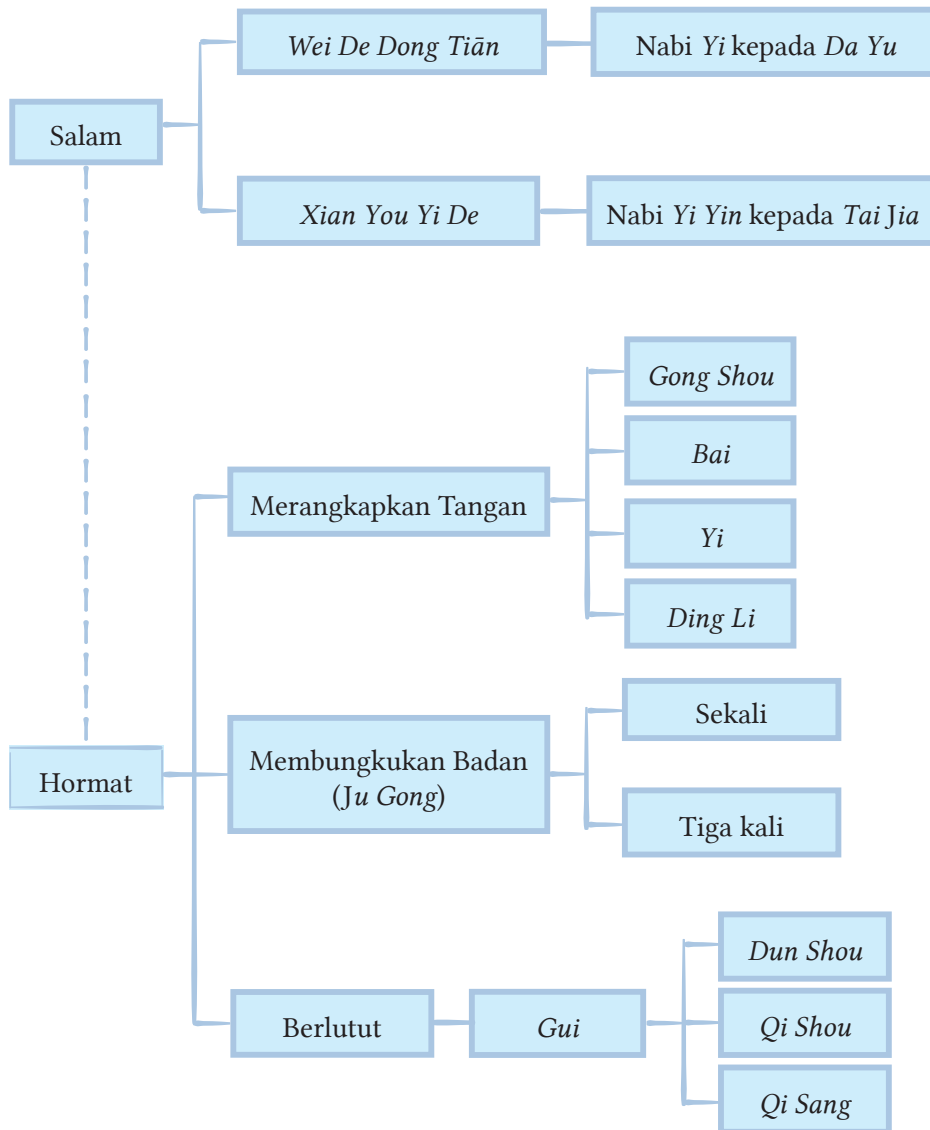 Wei De Dong Tiān
Nabi Yi kepada Da Yu
Salam
Xian You Yi De
Nabi Yi Yin kepada Tai Jia
Gong Shou
Bai
Merangkapkan Tangan
Yi
Ding Li
Sekali
Hormat
Membungkukan Badan
(Ju Gong)
Tiga kali
Dun Shou
Berlutut
Gui
Qi Shou
Qi Sang